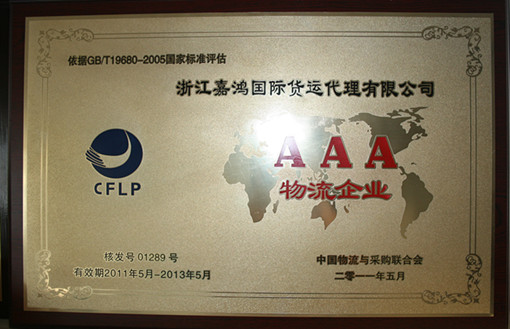 依据GB/T19680-2005国家标准评估
浙江嘉鸿国际货运代理有限公司
AAA
物流企业
CFLP
核发号 01289 号
有效期2011年5月-2013年5月
中国物流与采购联合会
二零一一年五月